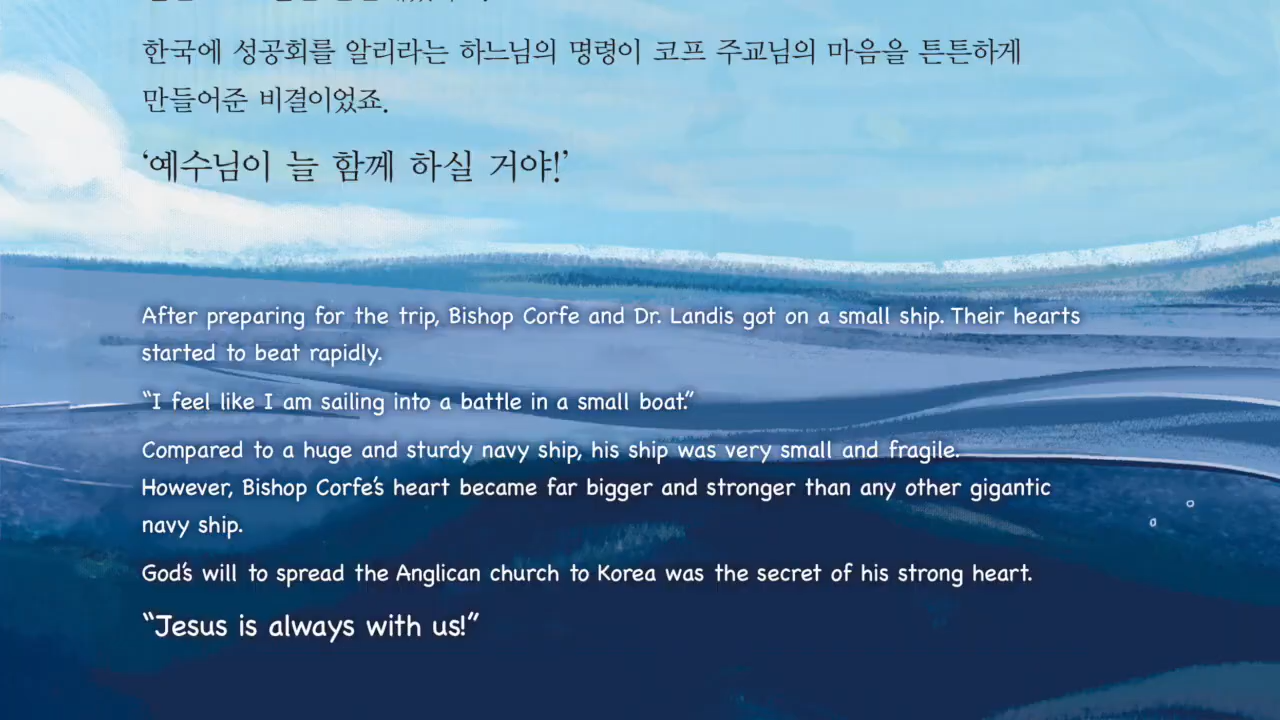 한국에 성공회를 알리라는 하느님의 명령이 코프 주교님의 마음을 튼튼하게
만들어준 비결이었죠.
‘예수님이 늘 함께 하실 거야!’
After preparing for the trip, Bishop Corfe and Dr. Landis got on a small ship. Their hearts
started to beat rapidly.
“I feel like I am sailing into a battle in a small boat.”
Compared to a huge and sturdy navy ship, his ship was very small and fragile.
However, Bishop Corfe’s heart became far bigger and stronger than any other gigantic
navy ship.
God’s will to spread the Anglican church to Korea was the secret of his strong heart.
“Jesus is always with us!”